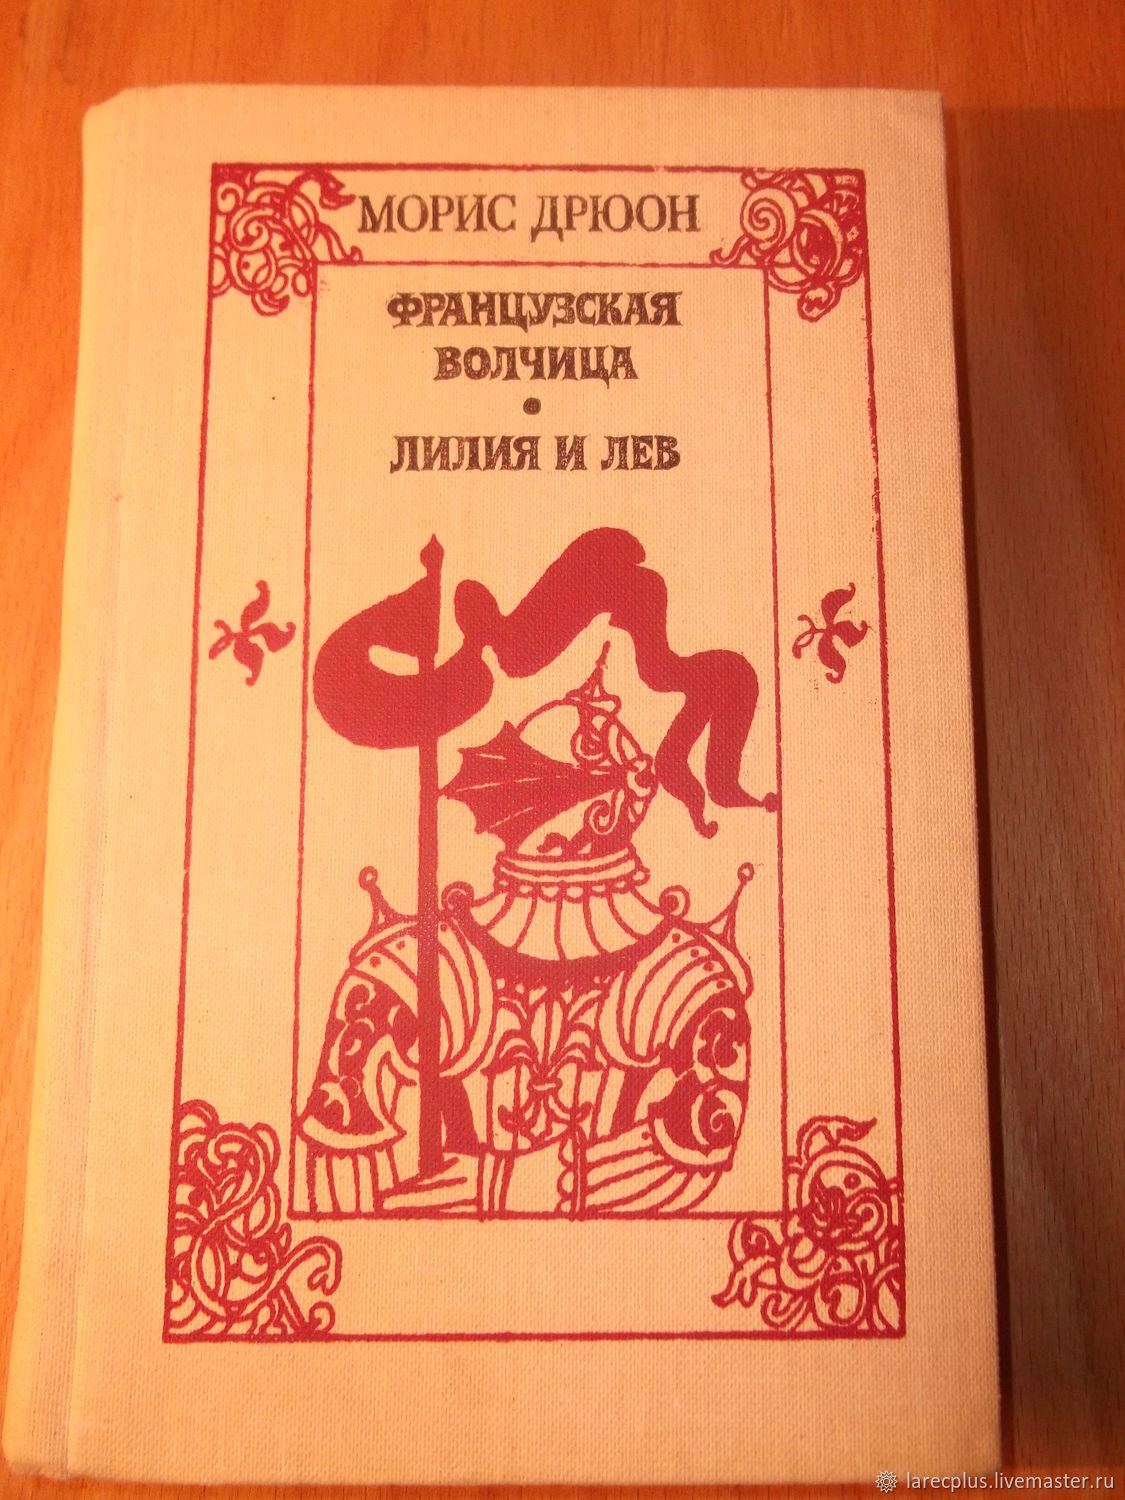 МОРИС ДРЮОН
ФРАНЦУЗСКАЯ
ВОЛЧИЦА
•
ЛИЛИЯ И ЛЕВ
larecplus.livemaster.ru